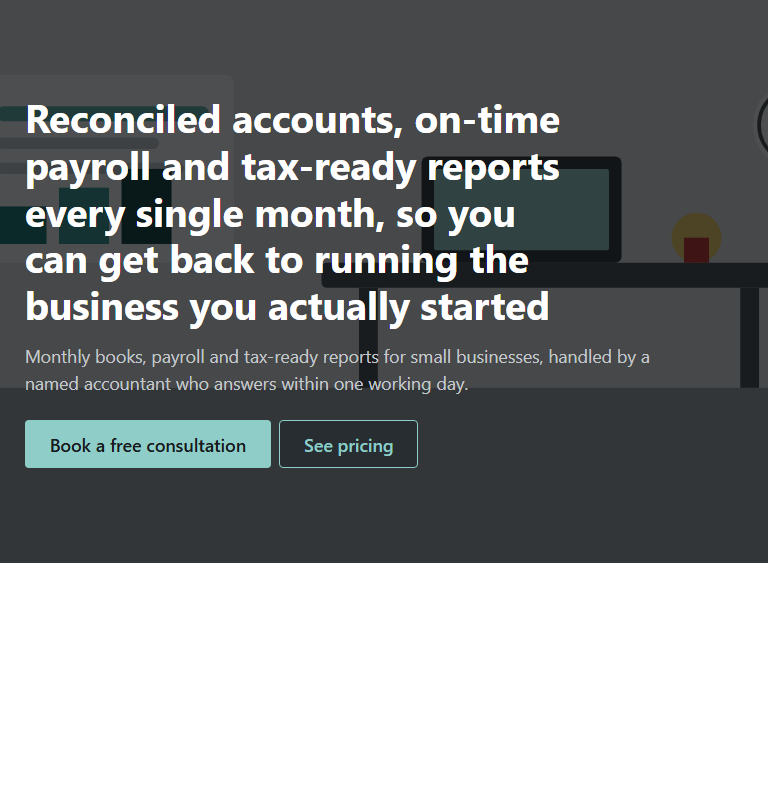 Reconciled accounts, on-time
payroll and tax-ready reports
every single month, so you
can get back to running the
business you actually started
Monthly books, payroll and tax-ready reports for small businesses, handled by a
named accountant who answers within one working day.
Book a free consultation
See pricing